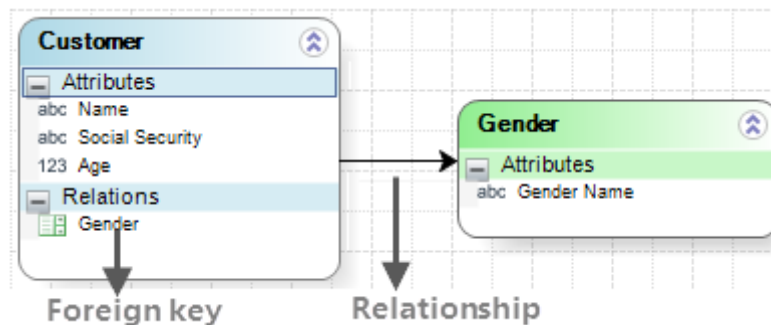 Customer
Attributes
abc Name
abc Social Security
123 Age
Relations
Gender
Gender
Attributes
abc Gender Name
Foreign key
Relationship